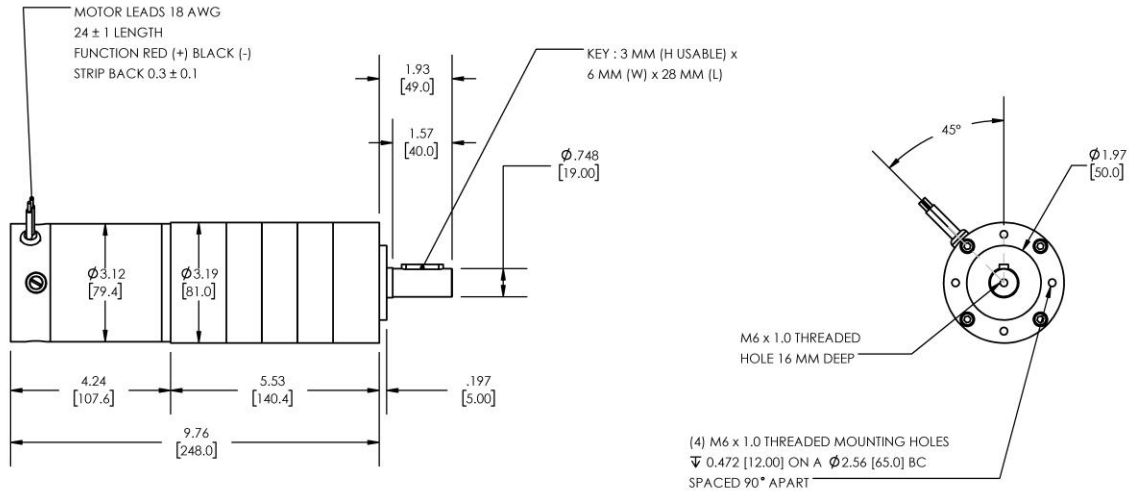 MOTOR LEADS 18 AWG
24 ± 1 LENGTH
FUNCTION RED (+) BLACK (-)
STRIP BACK 0.3 ± 0.1
1.93
[49.0]
KEY : 3 MM (H USABLE) x
6 MM (W) x 28 MM (L)
1.57
[40.0]
Ø.748
[19.00]
45°
Ø1.97
[50.0]
Ø3.12
[79.4]
Ø3.19
[81.0]
M6 x 1.0 THREADED
HOLE 16 MM DEEP
4.24
[107.6]
5.53
[140.4]
.197
[5.00]
9.76
[248.0]
(4) M6 x 1.0 THREADED MOUNTING HOLES
↧ 0.472 [12.00] ON A Ø2.56 [65.0] BC
SPACED 90° APART